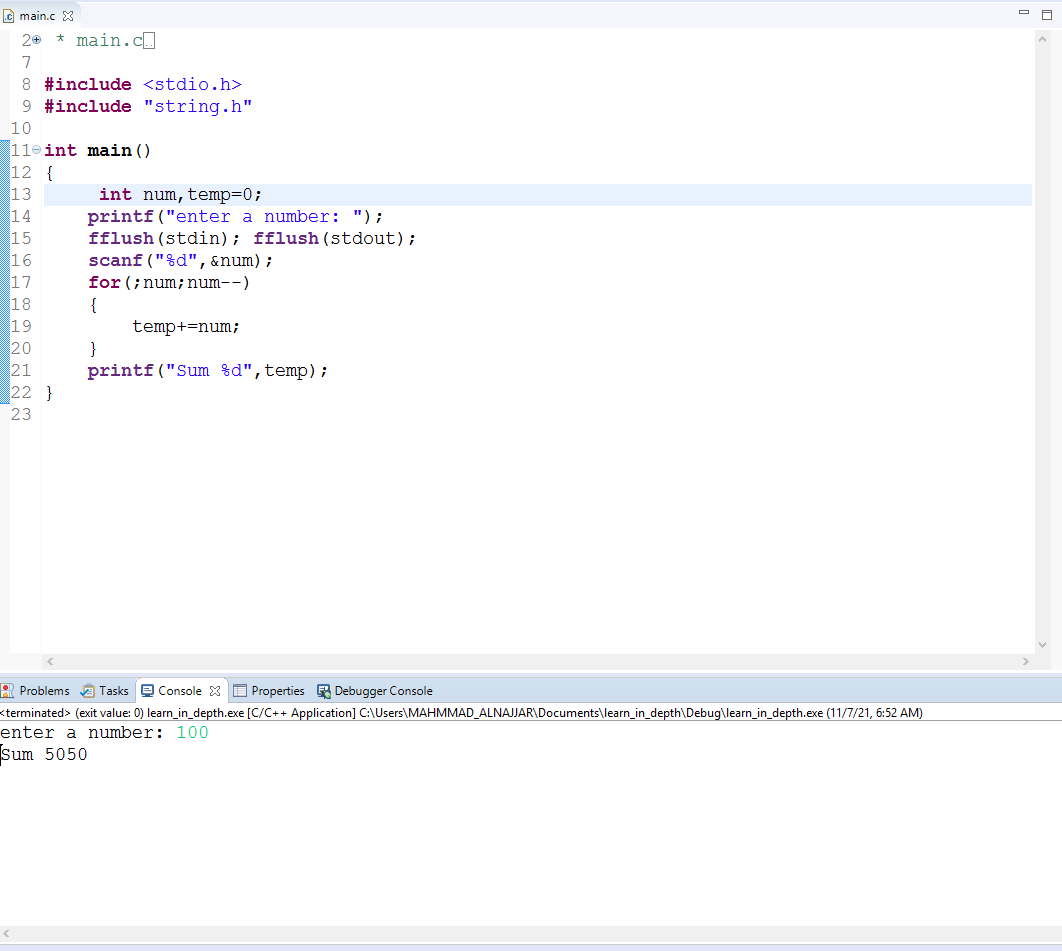 main.c
2 * main.c
7
8 #include <stdio.h>
9 #include "string.h"
10
11 int main()
12 {
13 int num,temp=0;
14 printf("enter a number: ");
15 fflush(stdin); fflush(stdout);
16 scanf("%d",&num);
17 for(;num;num--)
18 {
19 temp+=num;
20 }
21 printf("Sum %d",temp);
22 }
23
Problems Tasks Console Properties Debugger Console
<terminated> (exit value: 0) learn_in_depth.exe [C/C++ Application] C:\Users\MAHMMAD_ALNAJJAR\Documents\learn_in_depth\Debug\learn_in_depth.exe (11/7/21, 6:52 AM)
enter a number: 100
Sum 5050